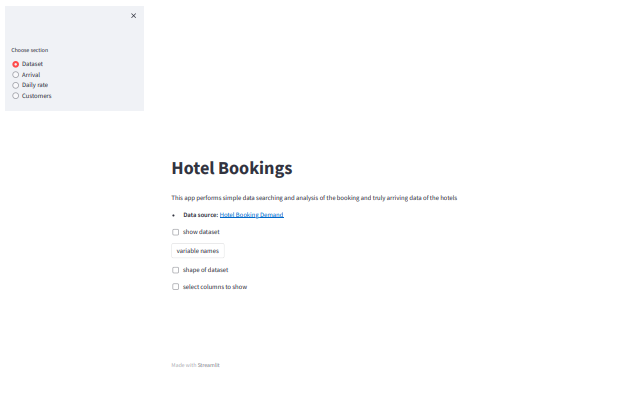 Choose section
Dataset
Arrival
Daily rate
Customers
Hotel Bookings
This app performs simple data searching and analysis of the booking and truly arriving data of the hotels
• Data source: Hotel Booking Demand
show dataset
variable names
shape of dataset
select columns to show
Made with Streamlit